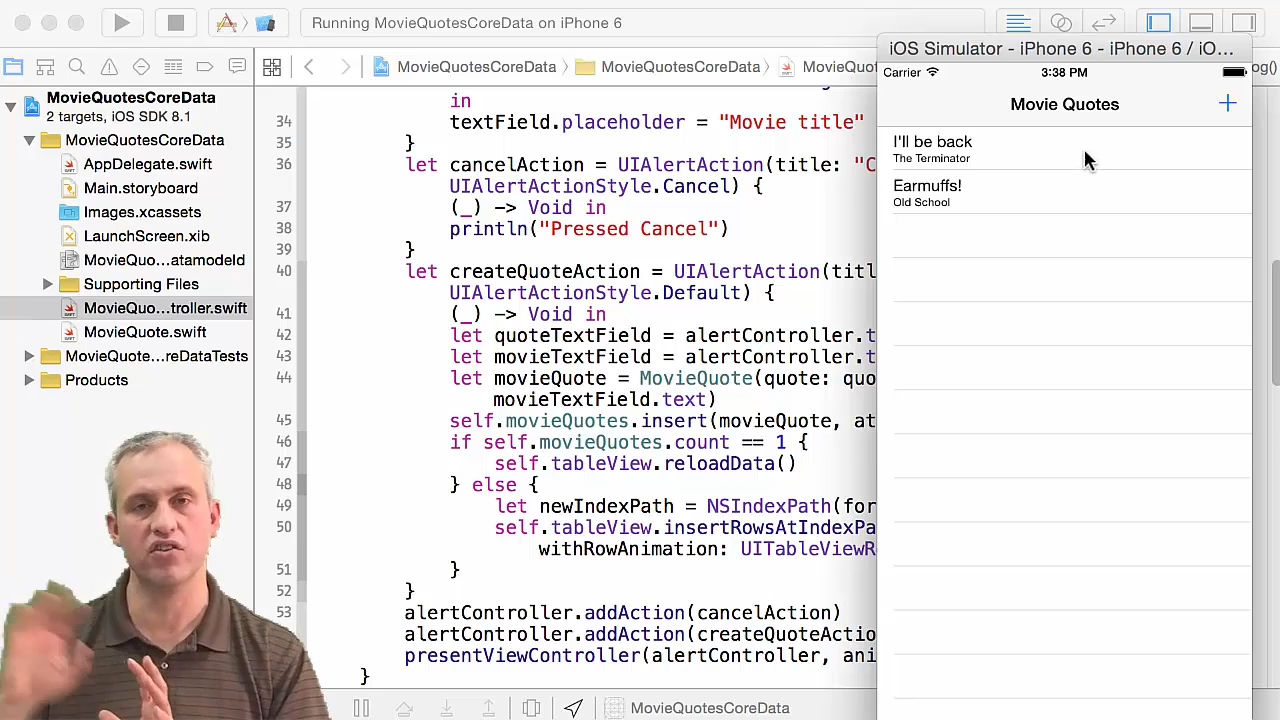 Running MovieQuotesCoreData on iPhone 6
MovieQuotesCoreData
MovieQuotesCoreData
MovieQuo
MovieQuotesCoreData
2 targets, iOS SDK 8.1
MovieQuotesCoreData
AppDelegate.swift
Main.storyboard
Images.xcassets
LaunchScreen.xib
MovieQuo...atamodeld
Supporting Files
MovieQuo...troller.swift
MovieQuote.swift
MovieQuote...reDataTests
Products
in
34 textField.placeholder = "Movie title"
35 }
36 let cancelAction = UIAlertAction(title: "C
UIAlertActionStyle.Cancel) {
37 (_) -> Void in
38 println("Pressed Cancel")
39 }
40 let createQuoteAction = UIAlertAction(titl
UIAlertActionStyle.Default) {
41 (_) -> Void in
42 let quoteTextField = alertController.t
43 let movieTextField = alertController.t
44 let movieQuote = MovieQuote(quote: quo
movieTextField.text)
45 self.movieQuotes.insert(movieQuote, at
46 if self.movieQuotes.count == 1 {
47 self.tableView.reloadData()
48 } else {
49 let newIndexPath = NSIndexPath(for
50 self.tableView.insertRowsAtIndexPa
withRowAnimation: UITableViewR
51 }
52 }
53 alertController.addAction(cancelAction)
alertController.addAction(createQuoteActio
presentViewController(alertController, ani
}
MovieQuotesCoreData
iOS Simulator - iPhone 6 - iPhone 6 / iO...
Carrier 3:38 PM
Movie Quotes +
I'll be back
The Terminator
Earmuffs!
Old School